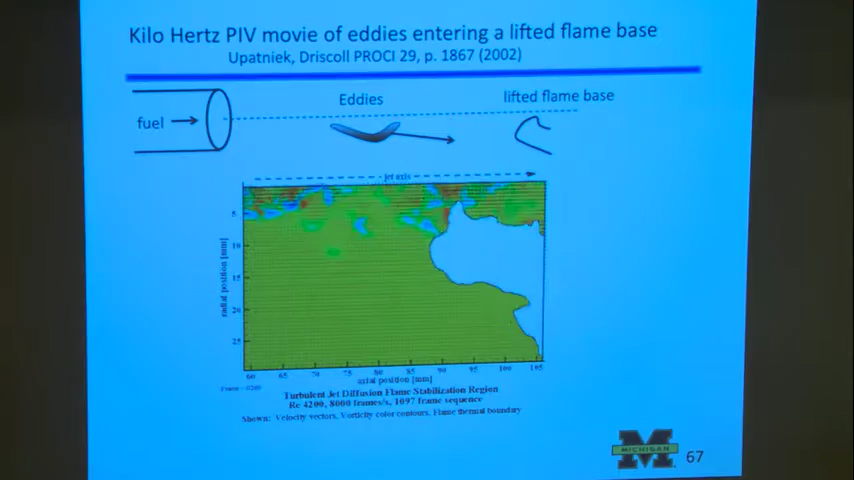 Kilo Hertz PIV movie of eddies entering a lifted flame base
Upatniek, Driscoll PROCI 29, p. 1867 (2002)
Eddies
lifted flame base
fuel
jet axis
radial position [mm]
5
10
15
20
25
60 65 70 75 80 85 90 95 100 105
axial position [mm]
Turbulent Jet Diffusion Flame Stabilization Region
Re 4200, 8000 frames/s, 1097 frame sequence
Shown: Velocity vectors, Vorticity color contours, Flame thermal boundary
M
MICHIGAN
67